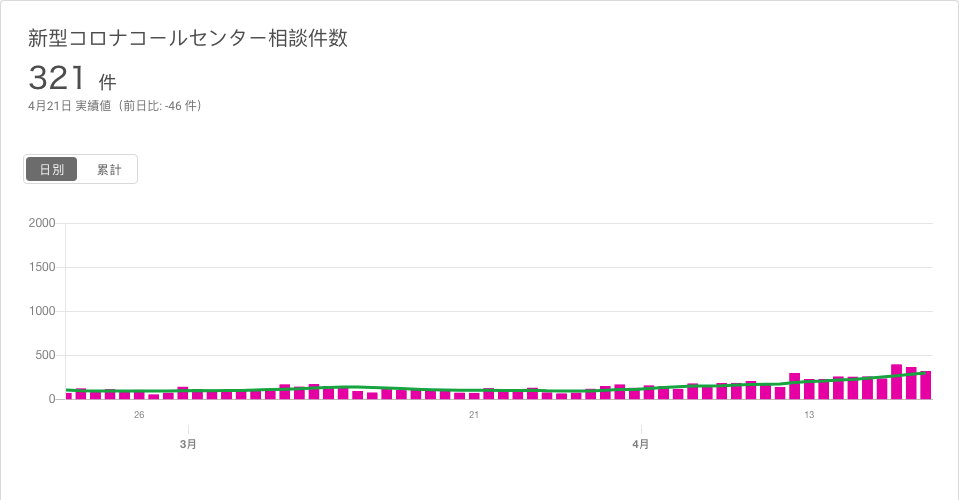 新型コロナコールセンター相談件数
321 件
4月21日 実績値（前日比: -46 件）
日別 累計
2000
1500
1000
500
0
26 21 13
3月 4月